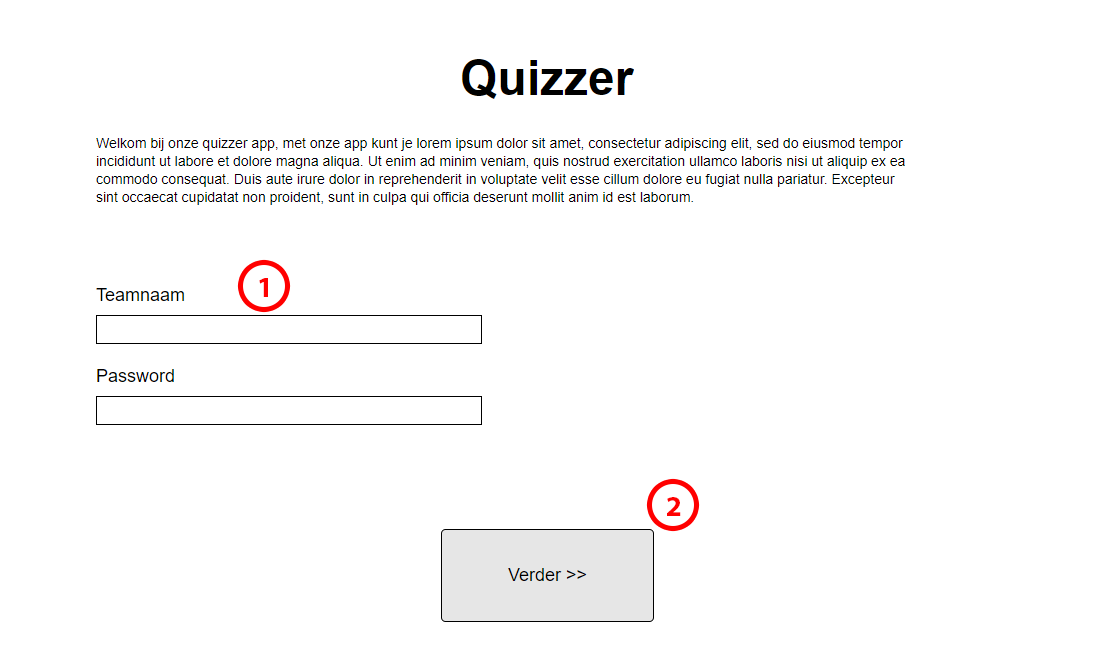 Quizzer
Welkom bij onze quizzer app, met onze app kunt je lorem ipsum dolor sit amet, consectetur adipiscing elit, sed do eiusmod tempor
incididunt ut labore et dolore magna aliqua. Ut enim ad minim veniam, quis nostrud exercitation ullamco laboris nisi ut aliquip ex ea
commodo consequat. Duis aute irure dolor in reprehenderit in voluptate velit esse cillum dolore eu fugiat nulla pariatur. Excepteur
sint occaecat cupidatat non proident, sunt in culpa qui officia deserunt mollit anim id est laborum.
1
Teamnaam
Password
2
Verder >>